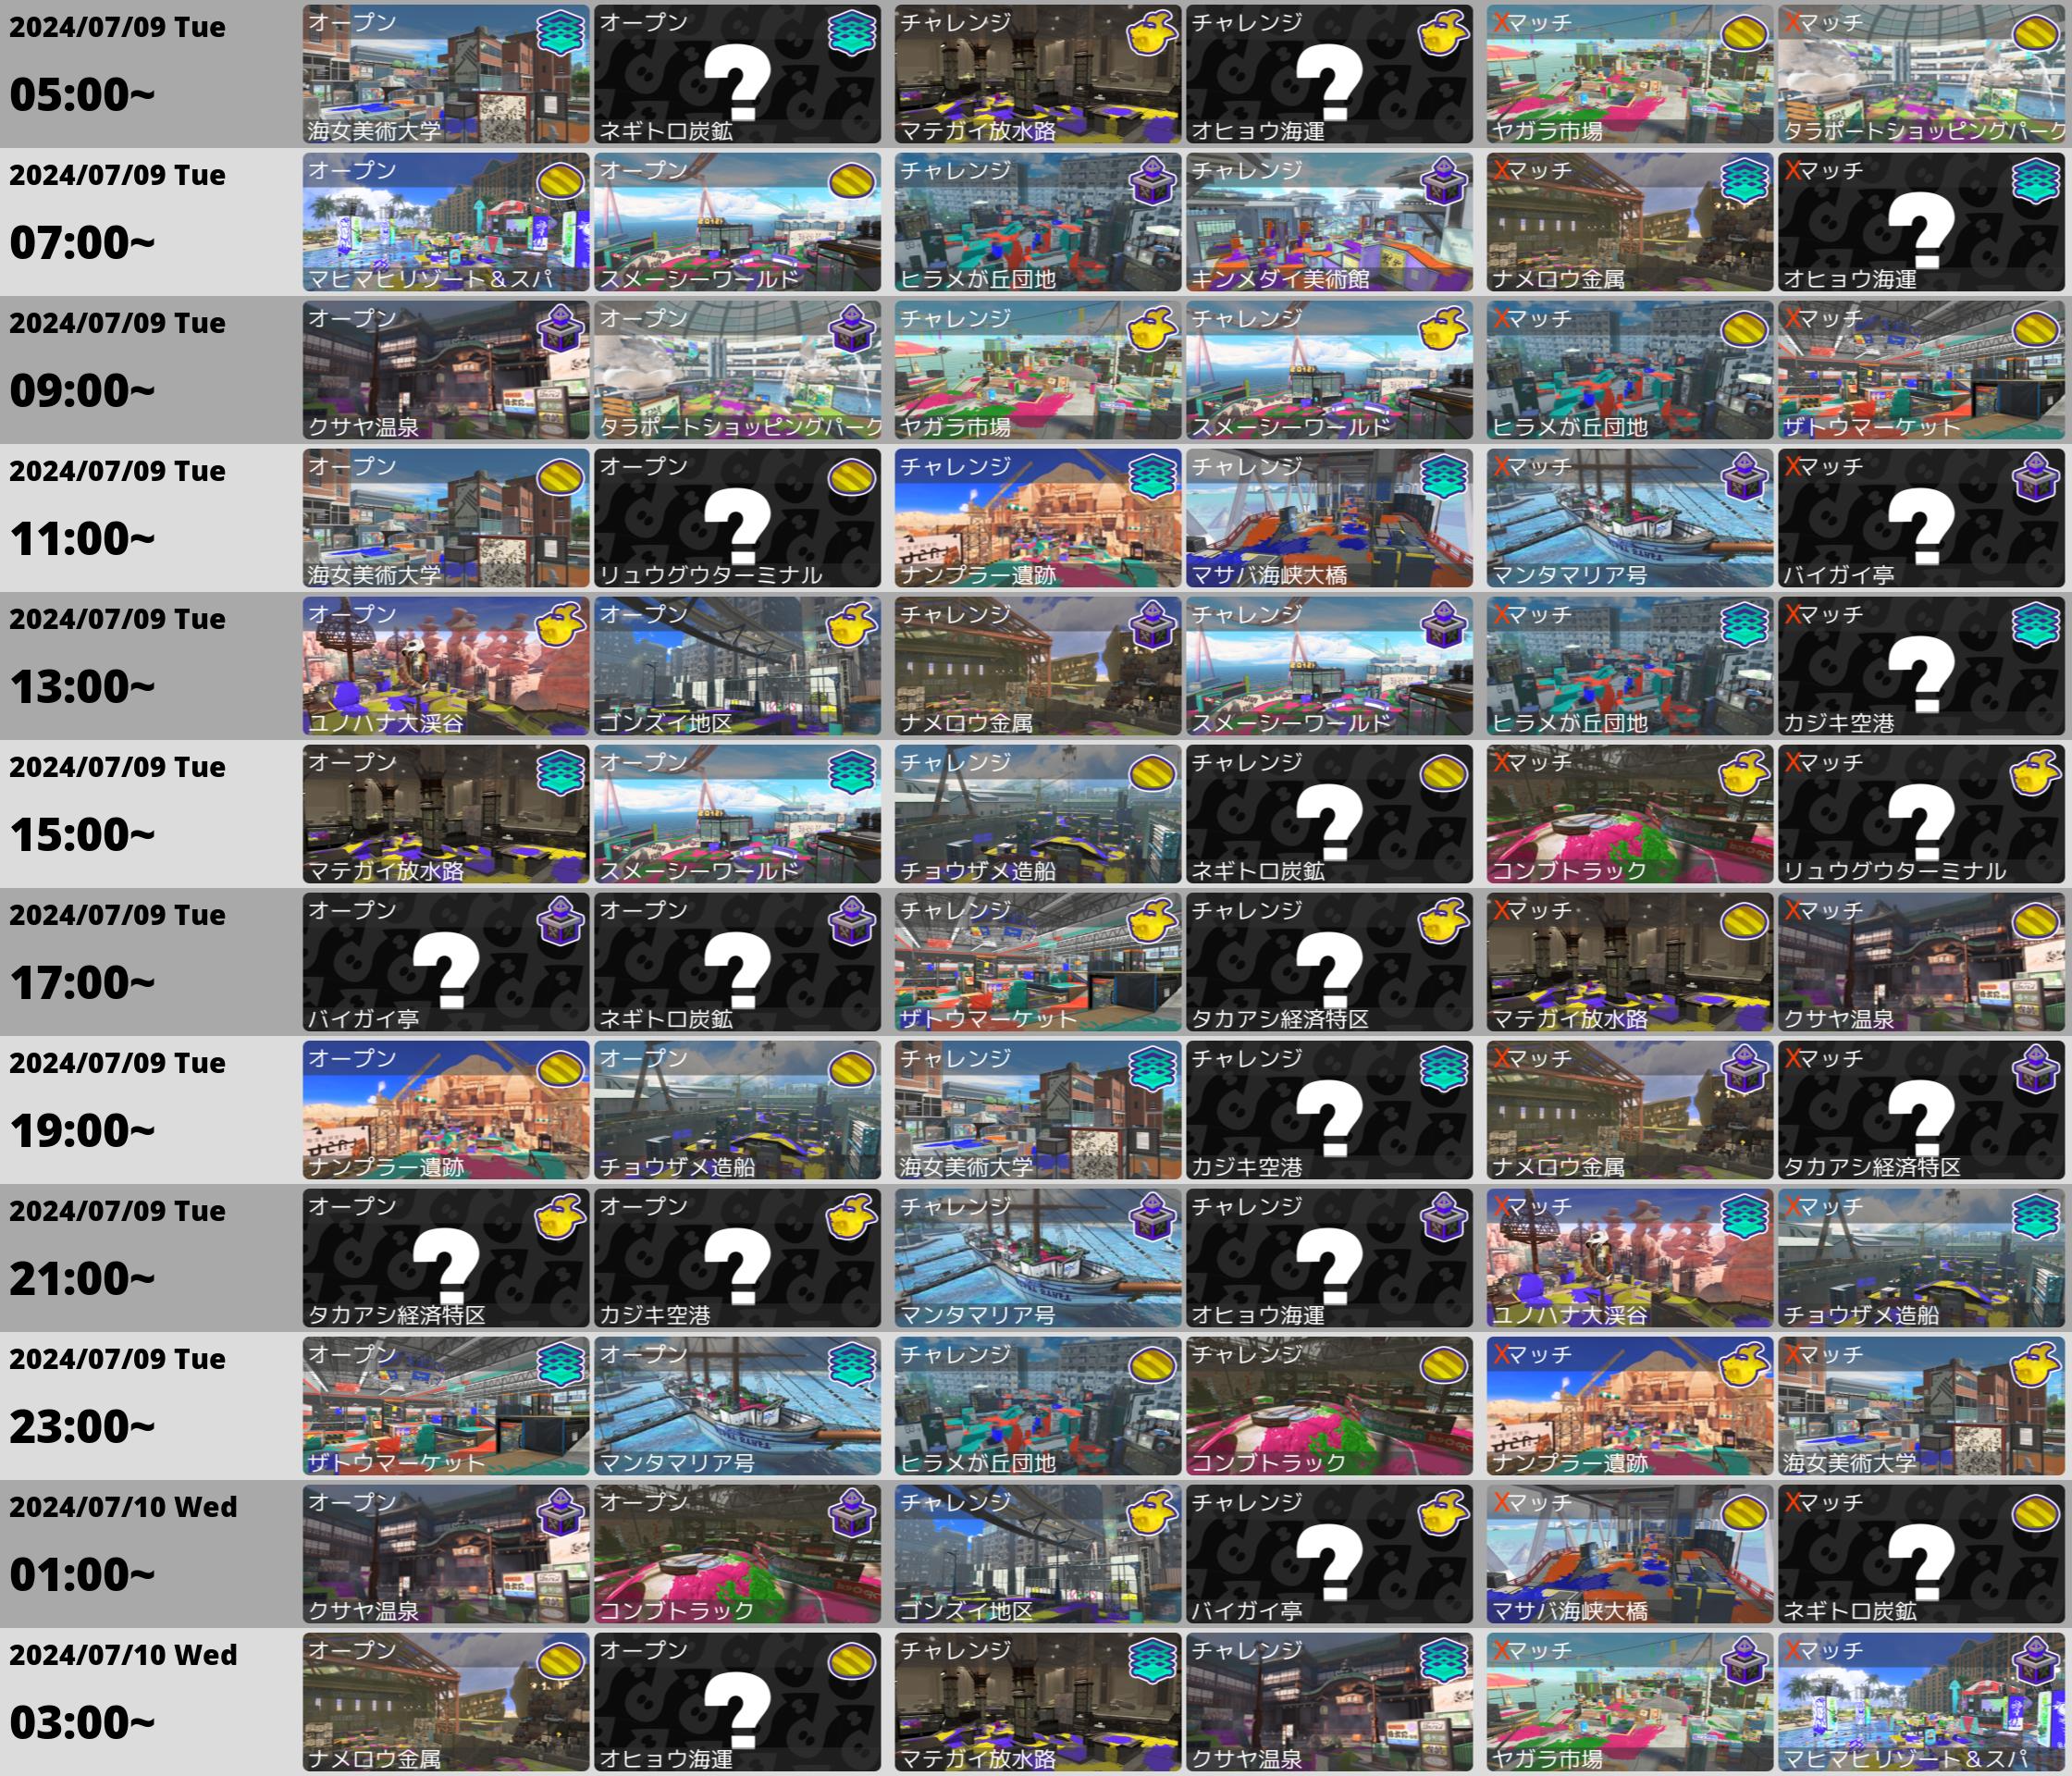 2024/07/09 Tue
05:00~
オープン
海女美術大学
オープン
ネギトロ炭鉱
チャレンジ
マテガイ放水路
チャレンジ
オヒョウ海運
Xマッチ
ヤガラ市場
Xマッチ
タラポートショッピングパーク
2024/07/09 Tue
07:00~
オープン
マヒマヒリゾート&スパ
オープン
スメーシーワールド
チャレンジ
ヒラメが丘団地
チャレンジ
キンメダイ美術館
Xマッチ
ナメロウ金属
Xマッチ
オヒョウ海運
2024/07/09 Tue
09:00~
オープン
クサヤ温泉
オープン
タラポートショッピングパーク
チャレンジ
ヤガラ市場
チャレンジ
スメーシーワールド
Xマッチ
ヒラメが丘団地
Xマッチ
ザトウマーケット
2024/07/09 Tue
11:00~
オープン
海女美術大学
オープン
リュウグウターミナル
チャレンジ
ナンプラー遺跡
チャレンジ
マサバ海峡大橋
Xマッチ
マンタマリア号
Xマッチ
バイガイ亭
2024/07/09 Tue
13:00~
オープン
ユノハナ大渓谷
オープン
ゴンズイ地区
チャレンジ
ナメロウ金属
チャレンジ
スメーシーワールド
Xマッチ
ヒラメが丘団地
Xマッチ
カジキ空港
2024/07/09 Tue
15:00~
オープン
マテガイ放水路
オープン
スメーシーワールド
チャレンジ
チョウザメ造船
チャレンジ
ネギトロ炭鉱
Xマッチ
コンブトラック
Xマッチ
リュウグウターミナル
2024/07/09 Tue
17:00~
オープン
バイガイ亭
オープン
ネギトロ炭鉱
チャレンジ
ザトウマーケット
チャレンジ
タカアシ経済特区
Xマッチ
マテガイ放水路
Xマッチ
クサヤ温泉
2024/07/09 Tue
19:00~
オープン
ナンプラー遺跡
オープン
チョウザメ造船
チャレンジ
海女美術大学
チャレンジ
カジキ空港
Xマッチ
ナメロウ金属
Xマッチ
タカアシ経済特区
2024/07/09 Tue
21:00~
オープン
タカアシ経済特区
オープン
カジキ空港
チャレンジ
マンタマリア号
チャレンジ
オヒョウ海運
Xマッチ
ユノハナ大渓谷
Xマッチ
チョウザメ造船
2024/07/09 Tue
23:00~
オープン
ザトウマーケット
オープン
マンタマリア号
チャレンジ
ヒラメが丘団地
チャレンジ
コンブトラック
Xマッチ
ナンプラー遺跡
Xマッチ
海女美術大学
2024/07/10 Wed
01:00~
オープン
クサヤ温泉
オープン
コンブトラック
チャレンジ
ゴンズイ地区
チャレンジ
バイガイ亭
Xマッチ
マサバ海峡大橋
Xマッチ
ネギトロ炭鉱
2024/07/10 Wed
03:00~
オープン
ナメロウ金属
オープン
オヒョウ海運
チャレンジ
マテガイ放水路
チャレンジ
クサヤ温泉
Xマッチ
ヤガラ市場
Xマッチ
マヒマヒリゾート&スパ